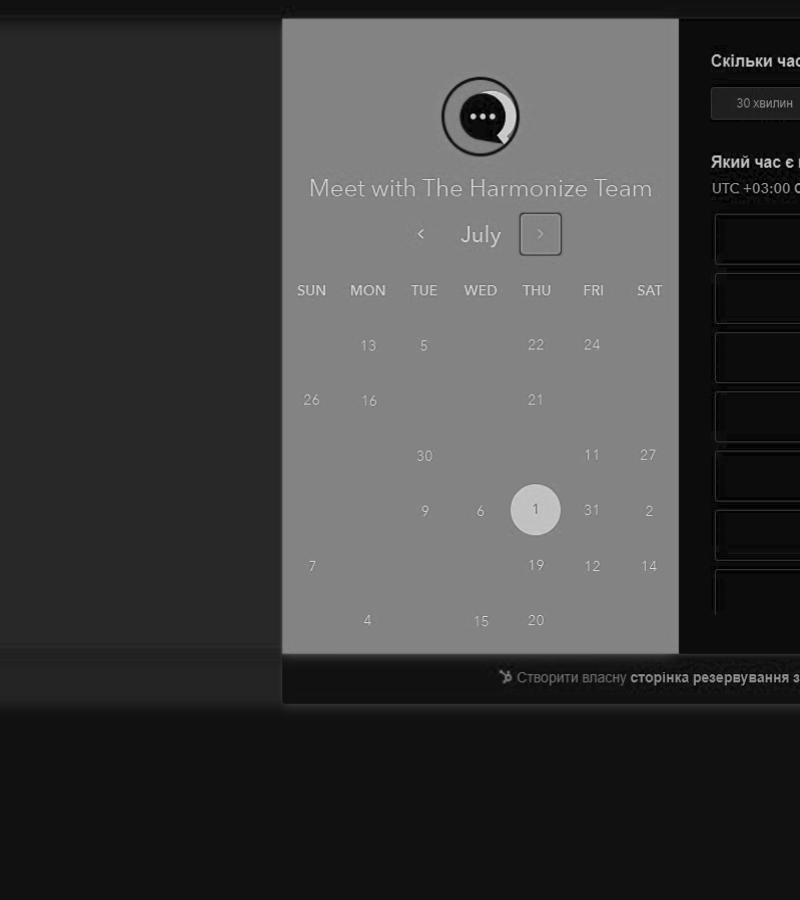 Meet with The Harmonize Team
July
SUN MON TUE WED THU FRI SAT
13 5 22 24
26 16 21
30 11 27
9 6 1 31 2
7 19 12 14
4 15 20
Скільки час
30 хвилин
Який час є
UTC +03:00
Створити власну сторінка резервування з